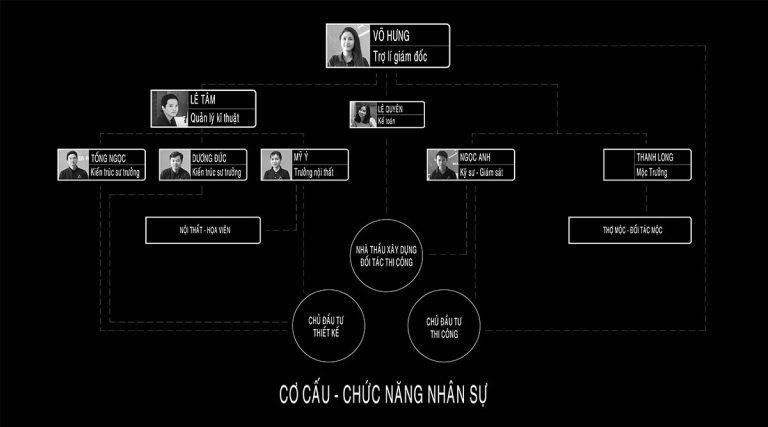 VÕ HƯNG
Trợ lí giám đốc
LÊ TÂM
Quản lý kĩ thuật
LỆ QUYÊN
Kế toán
TỐNG NGỌC
Kiến trúc sư trưởng
DƯƠNG ĐỨC
Kiến trúc sư trưởng
MỸ Ý
Trưởng nội thất
NGỌC ANH
Kỹ sư - Giám sát
THANH LONG
Mộc Trưởng
NỘI THẤT - HỌA VIÊN
THỢ MỘC - ĐỐI TÁC MỘC
NHÀ THẦU XÂY DỰNG
ĐỐI TÁC THI CÔNG
CHỦ ĐẦU TƯ
THIẾT KẾ
CHỦ ĐẦU TƯ
THI CÔNG
CƠ CẤU - CHỨC NĂNG NHÂN SỰ